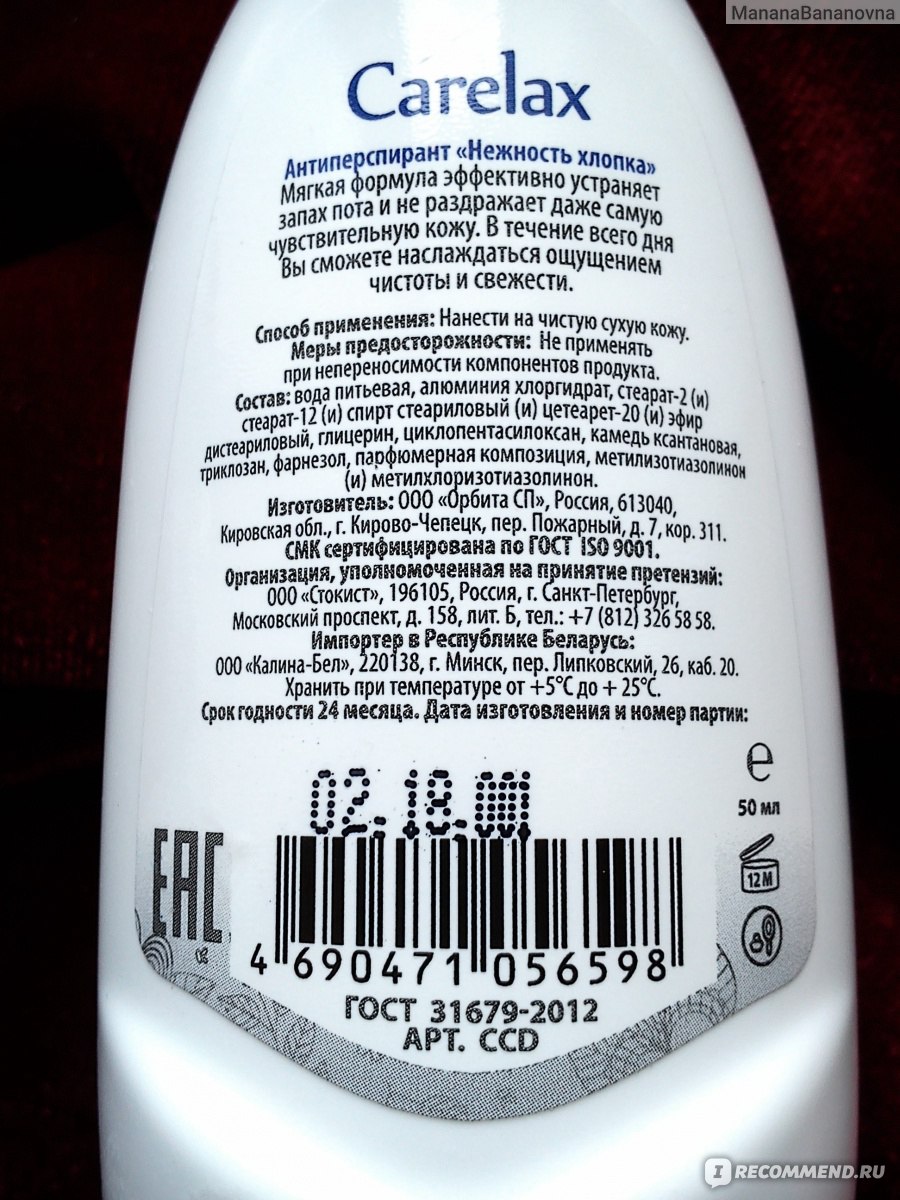 MananaBananovna
Carelax
Антиперспирант «Нежность хлопка»
Мягкая формула эффективно устраняет
запах пота и не раздражает даже самую
чувствительную кожу. В течение всего дня
Вы сможете наслаждаться ощущением
чистоты и свежести.
Способ применения: Нанести на чистую сухую кожу.
Меры предосторожности: Не применять
при непереносимости компонентов продукта.
Состав: вода питьевая, алюминия хлоргидрат, стеарат-2 (и)
стеарат-12 (и) спирт стеариловый (и) цетеарет-20 (и) эфир
дистеариловый, глицерин, циклопентасилоксан, камедь ксантановая,
триклозан, фарнезол, парфюмерная композиция, метилизотиазолинон
(и) метилхлоризотиазолинон.
Изготовитель: ООО «Орбита СП», Россия, 613040,
Кировская обл., г. Кирово-Чепецк, пер. Пожарный, д. 7, кор. 311.
СМК сертифицирована по ГОСТ ISO 9001.
Организация, уполномоченная на принятие претензий:
ООО «Стокист», 196105, Россия, г. Санкт-Петербург,
Московский проспект, д. 158, лит. Б, тел.: +7 (812) 326 58 58.
Импортер в Республике Беларусь:
ООО «Калина-Бел», 220138, г. Минск, пер. Липковский, 26, каб. 20.
Хранить при температуре от +5°С до + 25°С.
Срок годности 24 месяца. Дата изготовления и номер партии:
02.18.
e
50 мл
12М
EAC
02
4 690471 056598
ГОСТ 31679-2012
АРТ. CCD
IRECOMMEND.RU